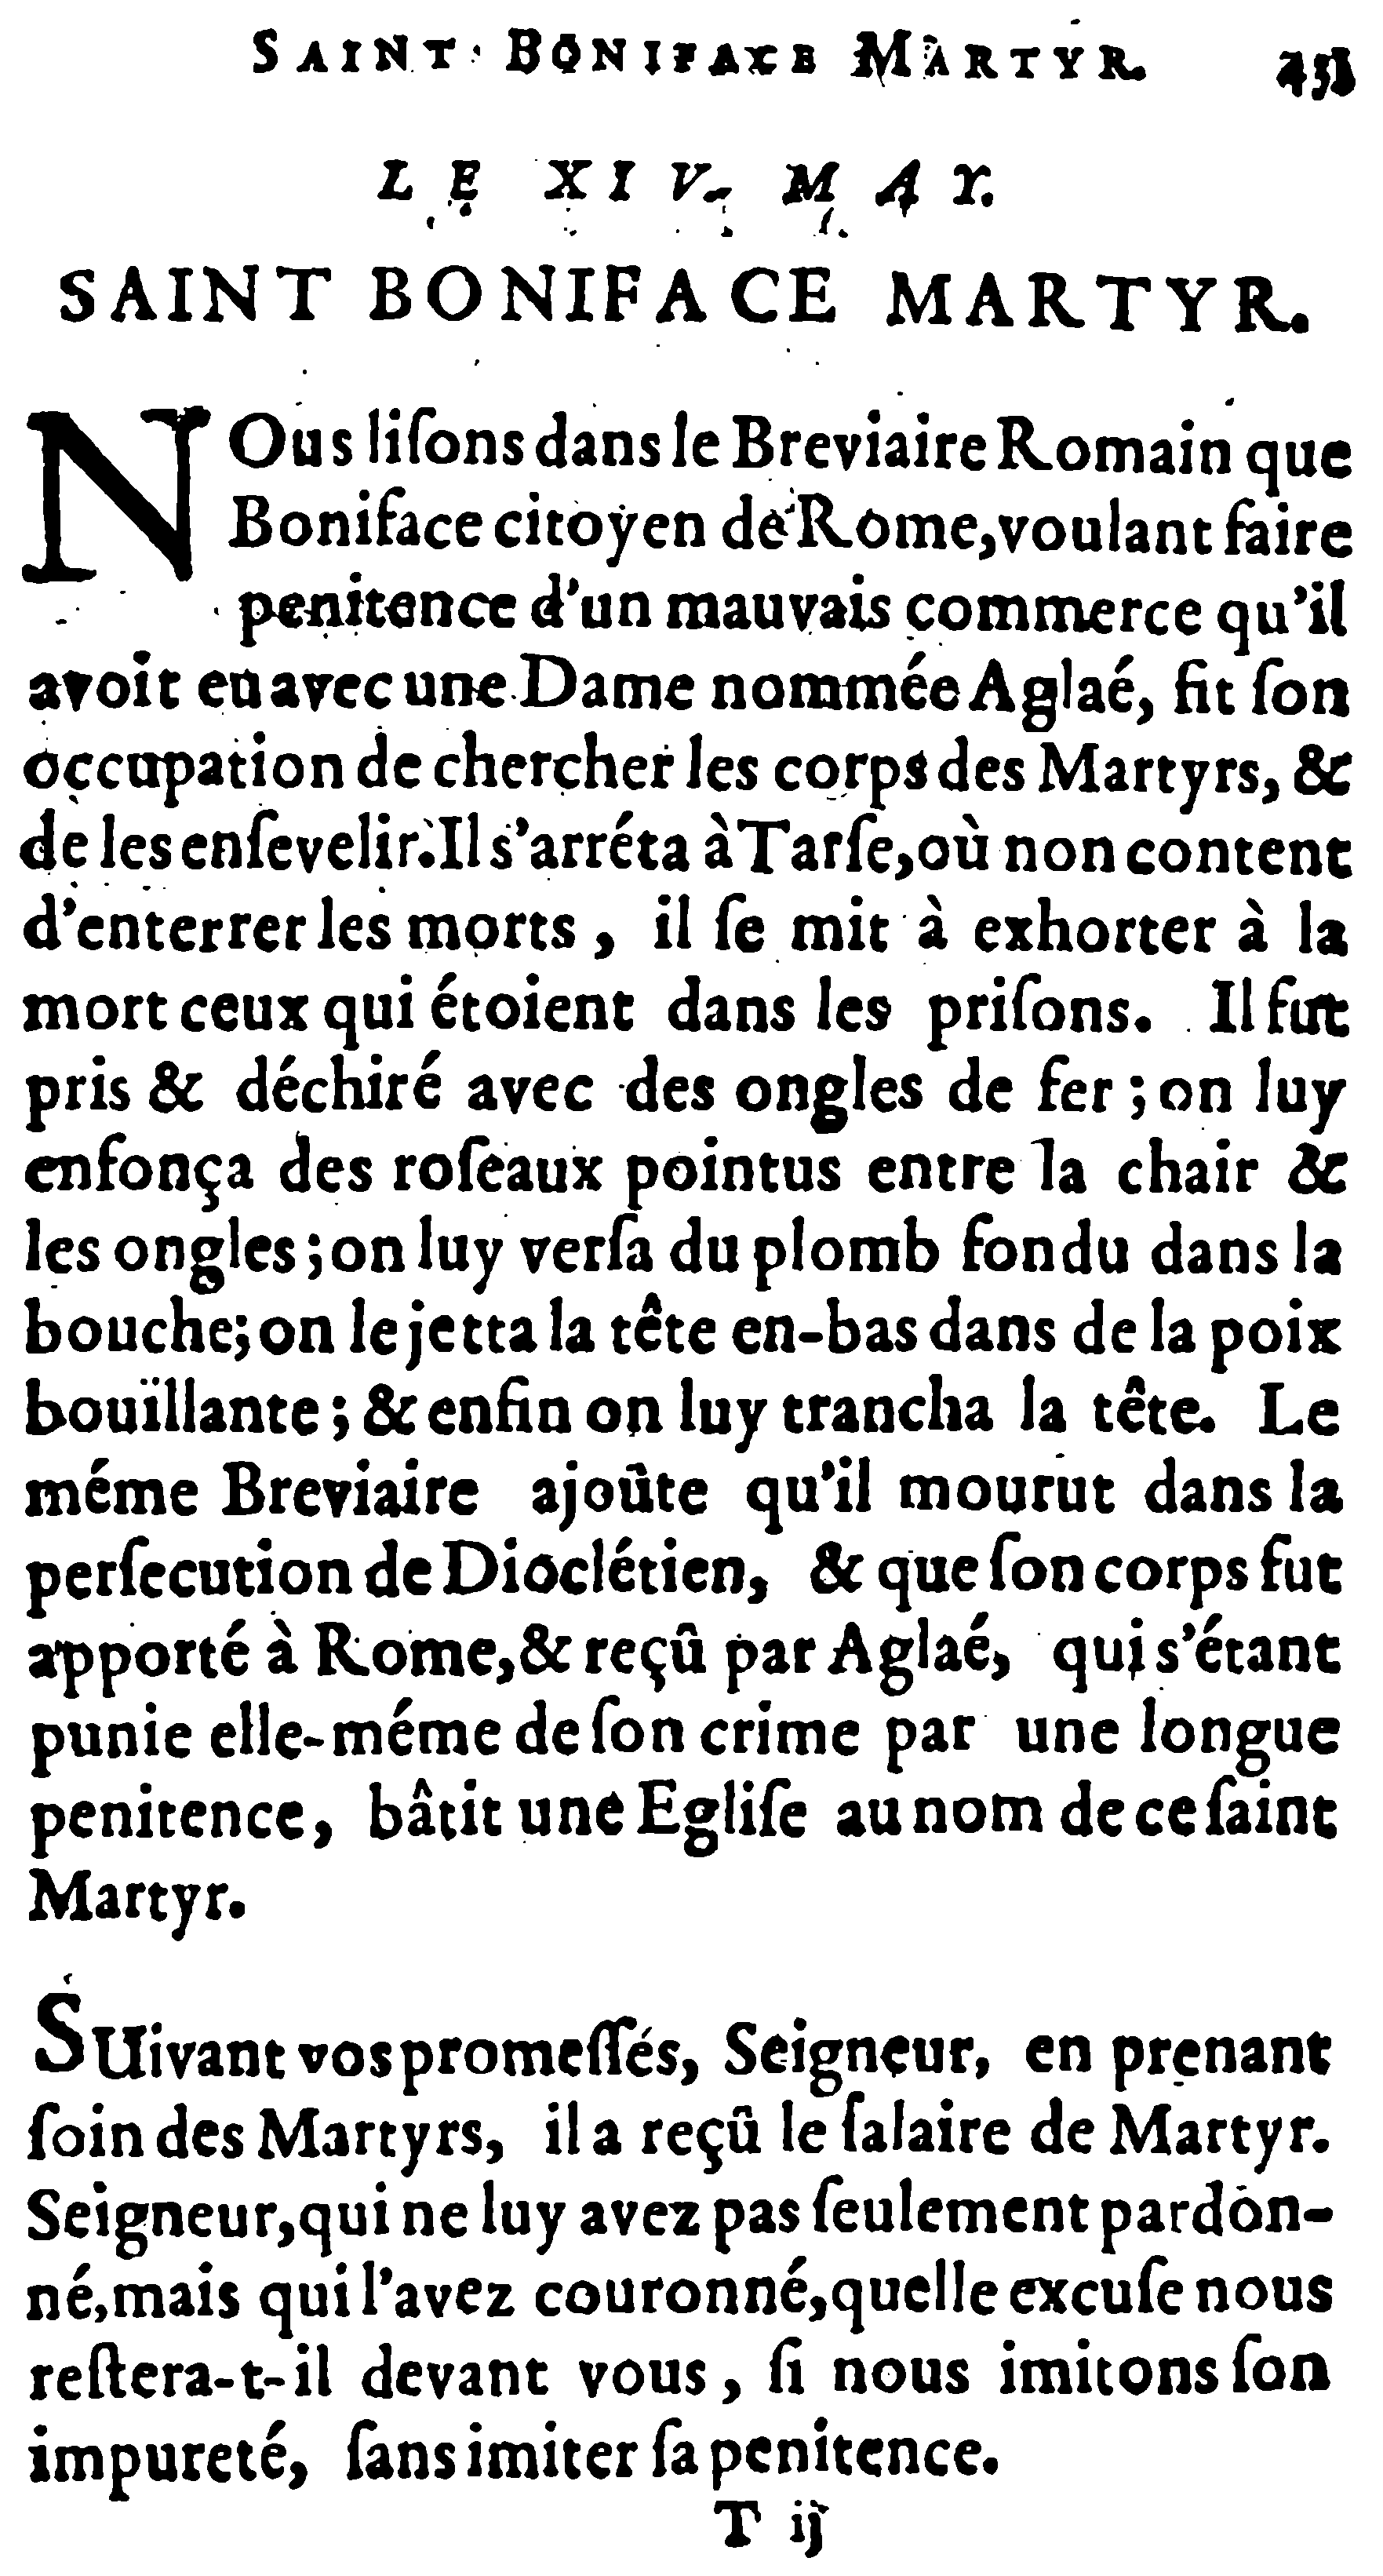 SAINT BONIFACE MARTYR.
LE XIV. MAY.
SAINT BONIFACE MARTYR.
NOus liſons dans le Breviaire Romain que
Boniface citoyen de Rome, voulant faire
penitence d'un mauvais commerce qu'il
avoit eu avec une Dame nommée Aglaé, fit ſon
occupation de chercher les corps des Martyrs, &
de les enſevelir. Il s'arréta à Tarſe, où non content
d'enterrer les morts, il ſe mit à exhorter à la
mort ceux qui étoient dans les priſons. Il fut
pris & déchiré avec des ongles de fer; on luy
enfonça des roſeaux pointus entre la chair &
les ongles; on luy verſa du plomb fondu dans la
bouche; on le jetta la tête en-bas dans de la poix
bouïllante; & enfin on luy trancha la tête. Le
méme Breviaire ajoûte qu'il mourut dans la
perſecution de Dioclétien, & que ſon corps fut
apporté à Rome, & reçû par Aglaé, qui s'étant
punie elle-méme de ſon crime par une longue
penitence, bâtit une Egliſe au nom de ce ſaint
Martyr.
SUivant vos promeſſés, Seigneur, en prenant
ſoin des Martyrs, il a reçû le ſalaire de Martyr.
Seigneur, qui ne luy avez pas ſeulement pardon-
né, mais qui l'avez couronné, quelle excuſe nous
reſtera-t-il devant vous, ſi nous imitons ſon
impureté, ſans imiter ſa penitence.
T ij